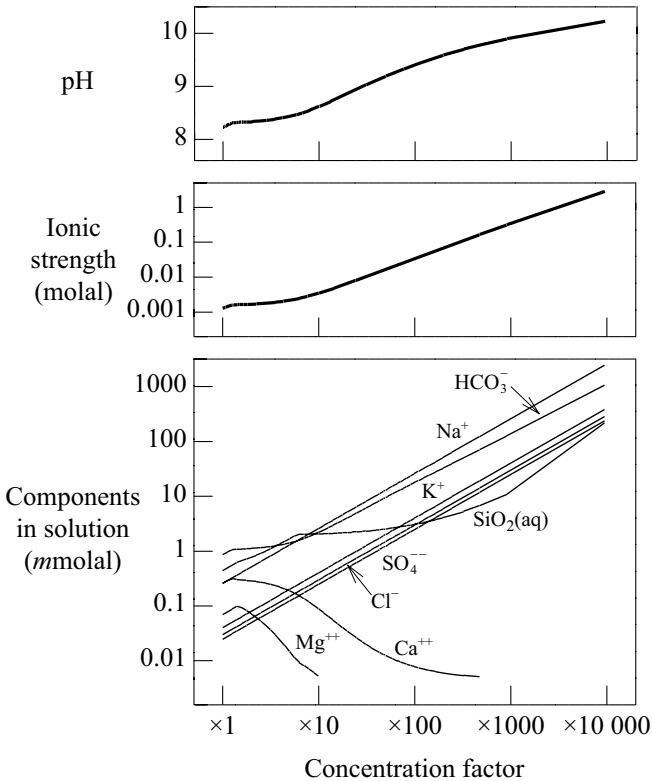 10
9
8
pH
1
0.1
0.01
0.001
Ionic
strength
(molal)
1000
100
10
1
0.1
0.01
Components
in solution
(mmolal)
HCO₃⁻
Na⁺
K⁺
SiO₂(aq)
SO₄⁻⁻
Cl⁻
Mg⁺⁺
Ca⁺⁺
×1 ×10 ×100 ×1000 ×10 000
Concentration factor